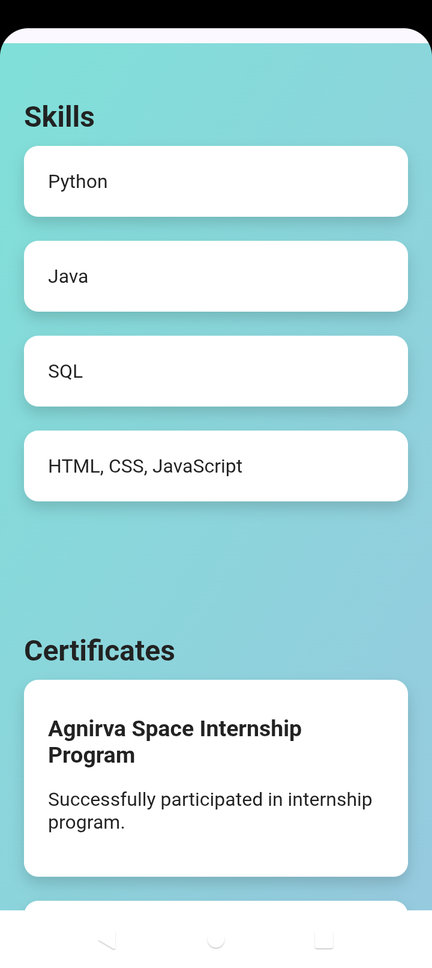 Skills
Python
Java
SQL
HTML, CSS, JavaScript
Certificates
Agnirva Space Internship
Program
Successfully participated in internship
program.